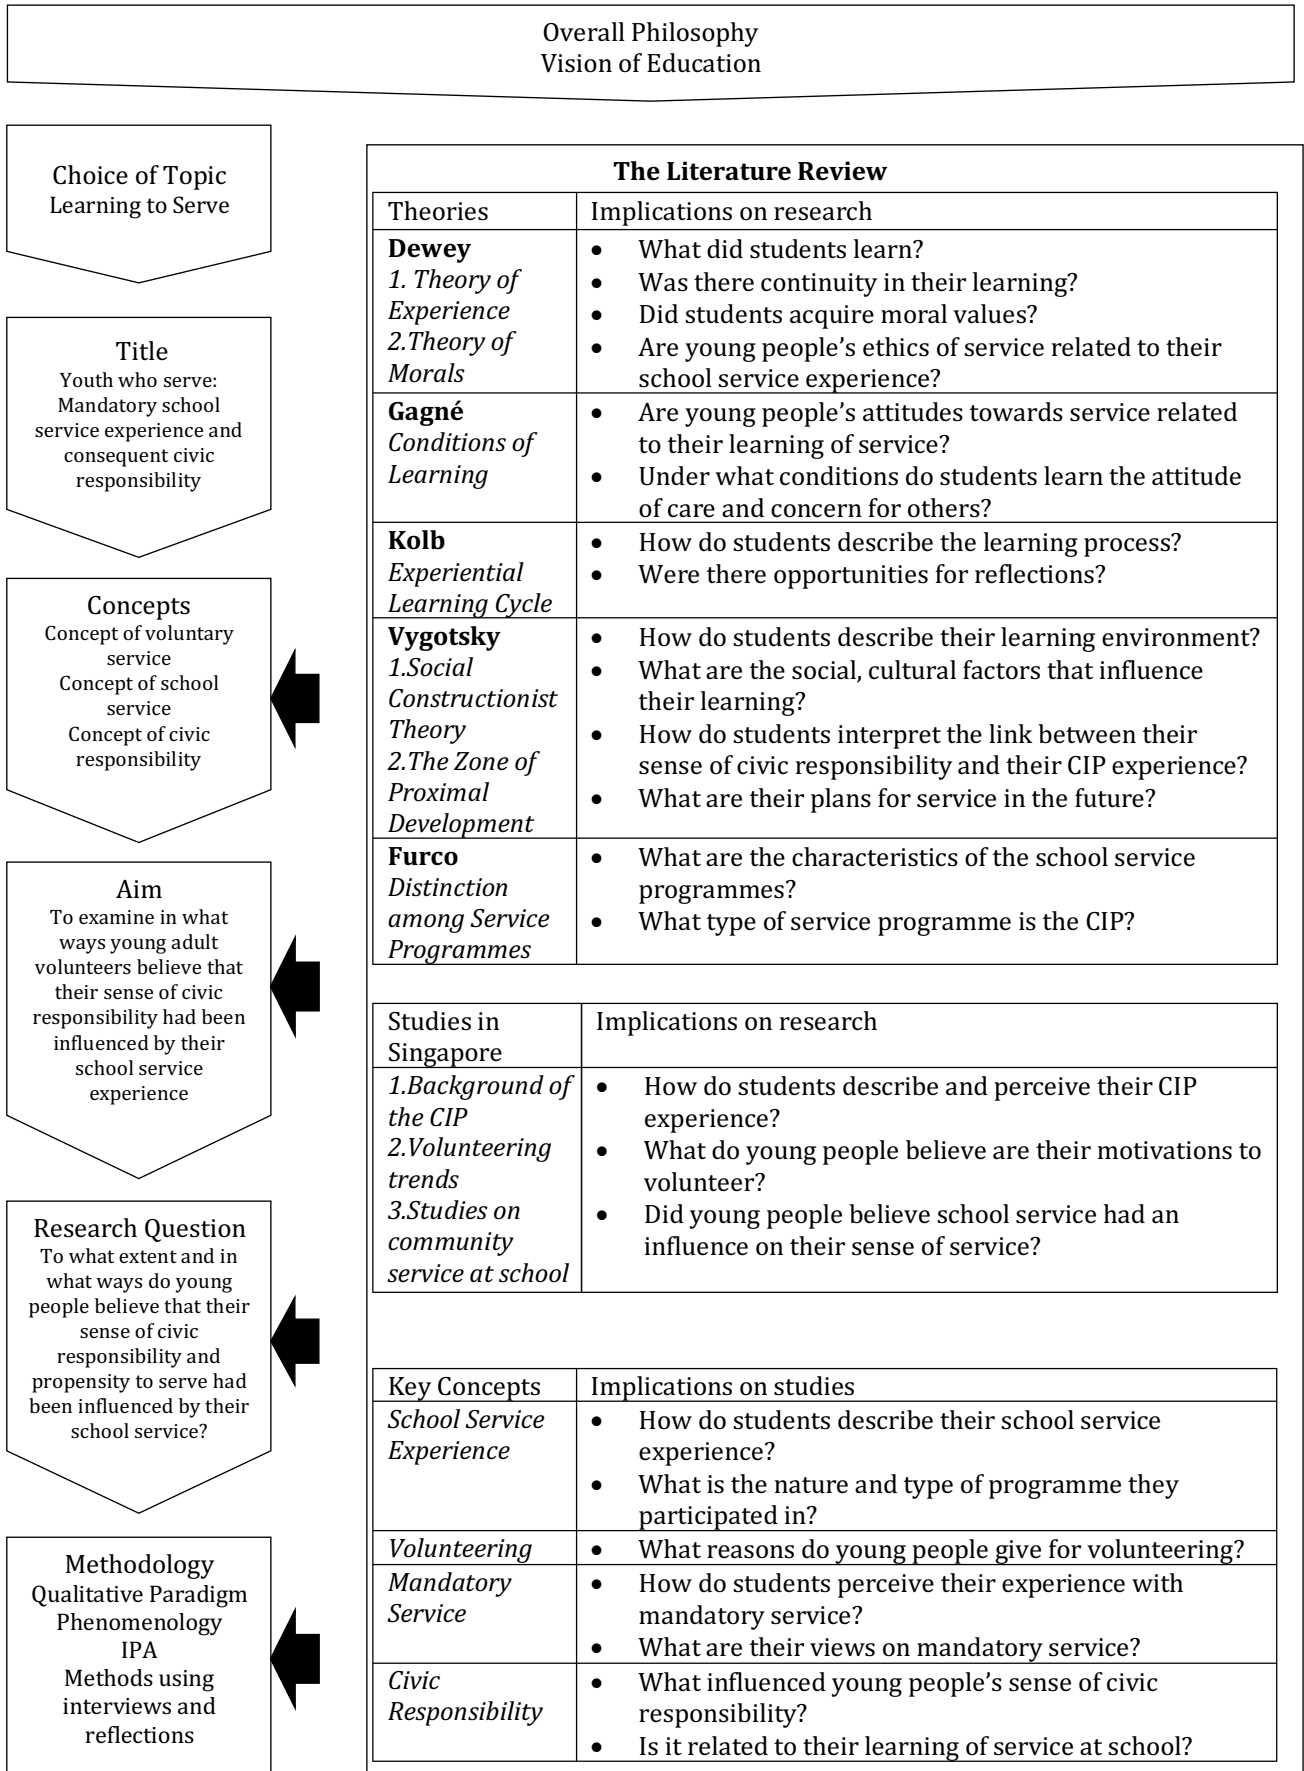 Overall Philosophy
Vision of Education
Choice of Topic
Learning to Serve
Title
Youth who serve:
Mandatory school
service experience and
consequent civic
responsibility
Concepts
Concept of voluntary
service
Concept of school
service
Concept of civic
responsibility
Aim
To examine in what
ways young adult
volunteers believe that
their sense of civic
responsibility had been
influenced by their
school service
experience
Research Question
To what extent and in
what ways do young
people believe that their
sense of civic
responsibility and
propensity to serve had
been influenced by their
school service?
Methodology
Qualitative Paradigm
Phenomenology
IPA
Methods using
interviews and
reflections
The Literature Review
Theories
Implications on research
Dewey
1. Theory of
Experience
2.Theory of
Morals
• What did students learn?
• Was there continuity in their learning?
• Did students acquire moral values?
• Are young people’s ethics of service related to their
school service experience?
Gagné
Conditions of
Learning
• Are young people’s attitudes towards service related
to their learning of service?
• Under what conditions do students learn the attitude
of care and concern for others?
Kolb
Experiential
Learning Cycle
• How do students describe the learning process?
• Were there opportunities for reflections?
Vygotsky
1.Social
Constructionist
Theory
2.The Zone of
Proximal
Development
• How do students describe their learning environment?
• What are the social, cultural factors that influence
their learning?
• How do students interpret the link between their
sense of civic responsibility and their CIP experience?
• What are their plans for service in the future?
Furco
Distinction
among Service
Programmes
• What are the characteristics of the school service
programmes?
• What type of service programme is the CIP?
Studies in
Singapore
Implications on research
1.Background of
the CIP
2.Volunteering
trends
3.Studies on
community
service at school
• How do students describe and perceive their CIP
experience?
• What do young people believe are their motivations to
volunteer?
• Did young people believe school service had an
influence on their sense of service?
Key Concepts
Implications on studies
School Service
Experience
• How do students describe their school service
experience?
• What is the nature and type of programme they
participated in?
Volunteering
• What reasons do young people give for volunteering?
Mandatory
Service
• How do students perceive their experience with
mandatory service?
• What are their views on mandatory service?
Civic
Responsibility
• What influenced young people’s sense of civic
responsibility?
• Is it related to their learning of service at school?